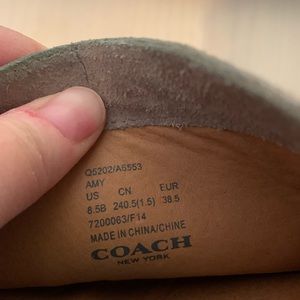 Q5202/A6553
AMY
US CN EUR
8.5B 240.5(1.5) 38.5
7200063/F14
MADE IN CHINA/CHINE
COACH
NEW YORK